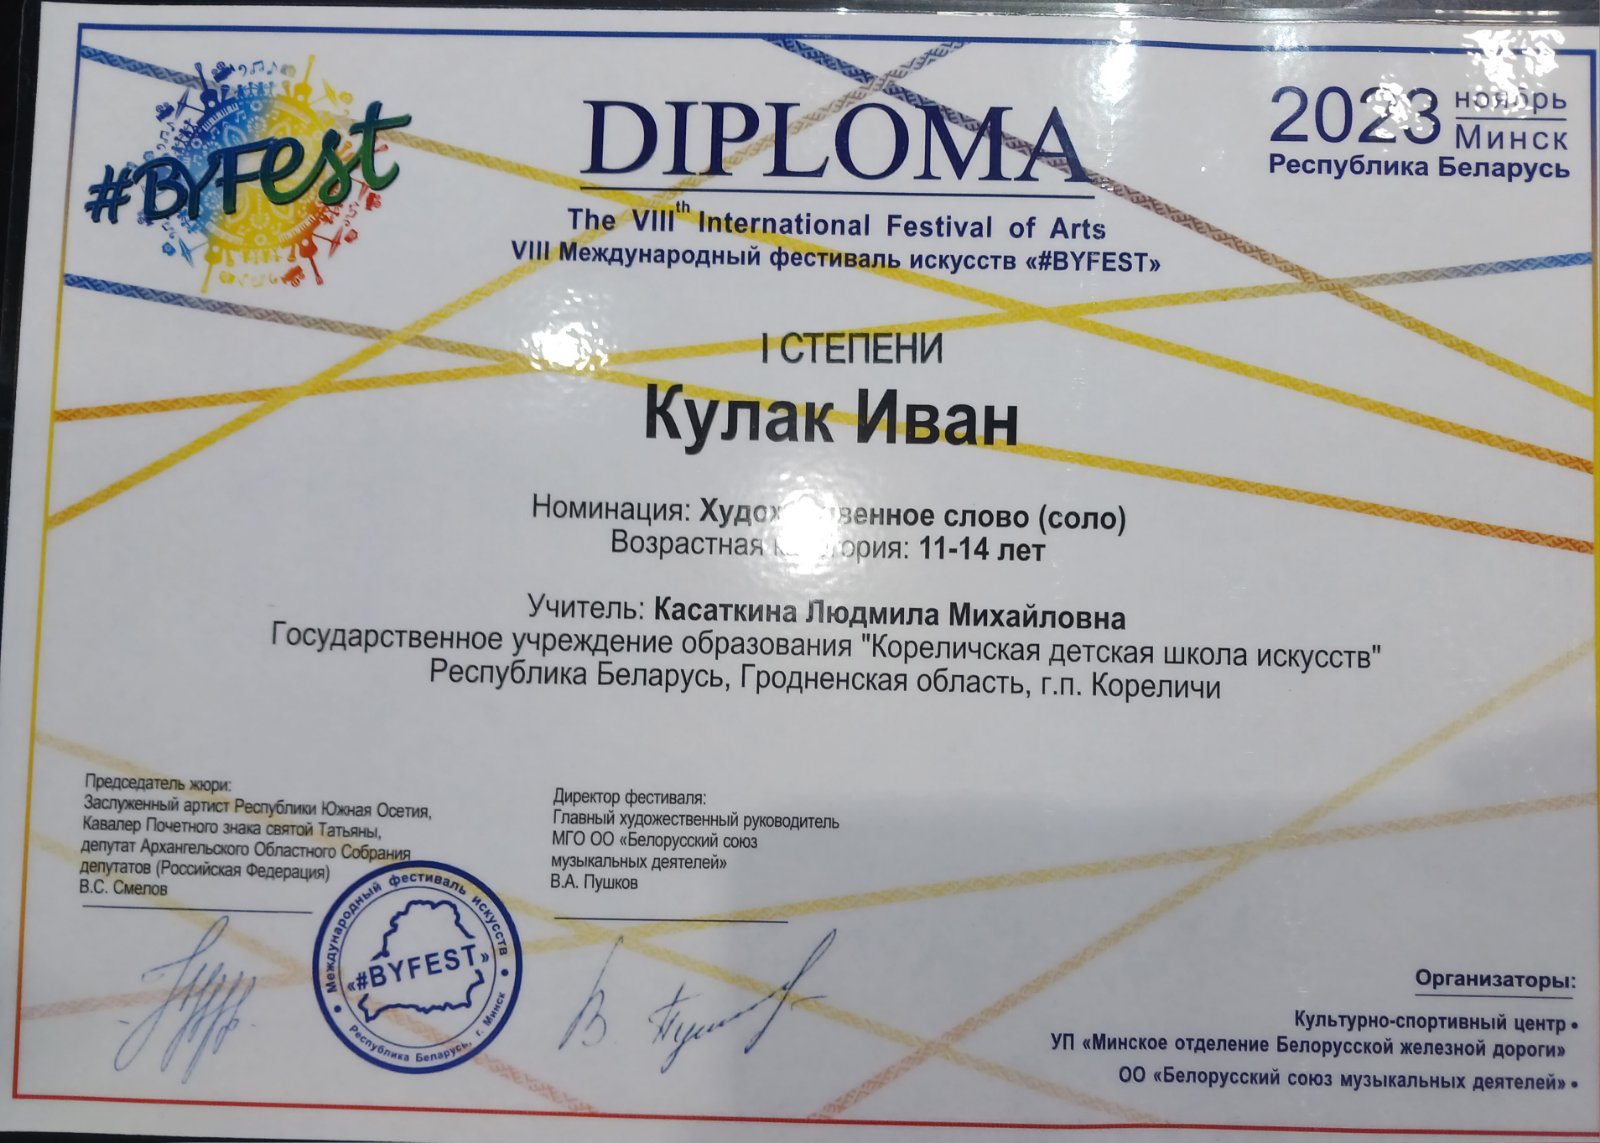 #BYFest
DIPLOMA
2023 ноябрь
Минск
Республика Беларусь
The VIIIth International Festival of Arts
VIII Международный фестиваль искусств «#BYFEST»
I СТЕПЕНИ
Кулак Иван
Номинация: Художественное слово (соло)
Возрастная категория: 11-14 лет
Учитель: Касаткина Людмила Михайловна
Государственное учреждение образования "Кореличская детская школа искусств"
Республика Беларусь, Гродненская область, г.п. Кореличи
Председатель жюри:
Заслуженный артист Республики Южная Осетия,
Кавалер Почетного знака святой Татьяны,
депутат Архангельского Областного Собрания
депутатов (Российская Федерация)
В.С. Смелов
Директор фестиваля:
Главный художественный руководитель
МГО ОО «Белорусский союз
музыкальных деятелей»
В.А. Пушков
Международный фестиваль искусств
«#BYFEST»
Республика Беларусь, г. Минск
В. Пушков
Организаторы:
Культурно-спортивный центр •
УП «Минское отделение Белорусской железной дороги»
ОО «Белорусский союз музыкальных деятелей» •